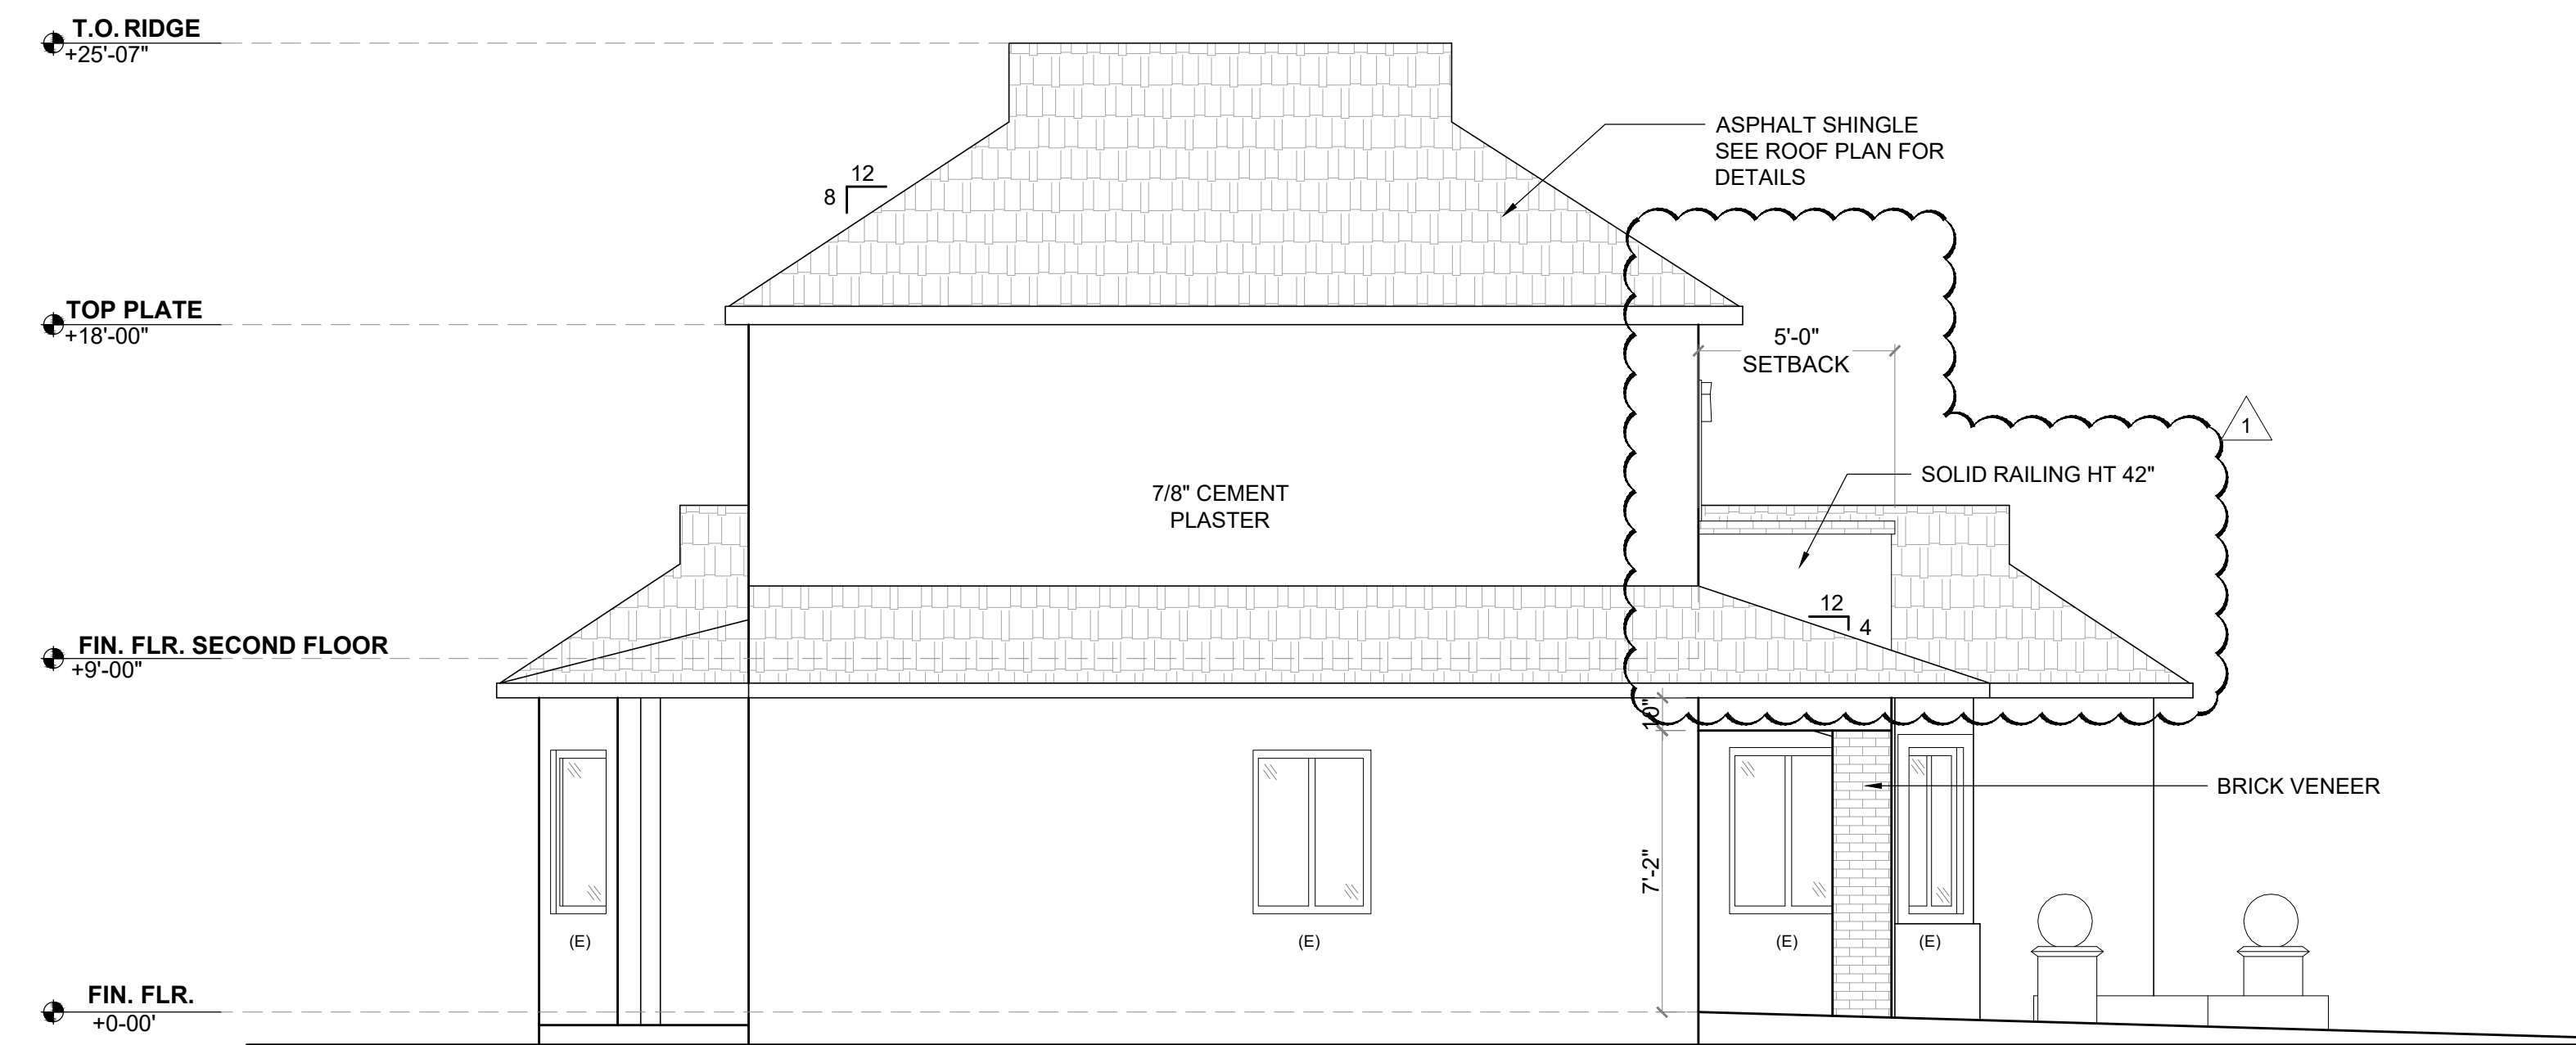 T.O. RIDGE
+25'-07"
ASPHALT SHINGLE
SEE ROOF PLAN FOR
DETAILS
12
8
TOP PLATE
+18'-00"
5'-0"
SETBACK
1
SOLID RAILING HT 42"
7/8" CEMENT
PLASTER
12
4
FIN. FLR. SECOND FLOOR
+9'-00"
10"
BRICK VENEER
7'-2"
(E)
(E)
(E)
(E)
FIN. FLR.
+0-00'